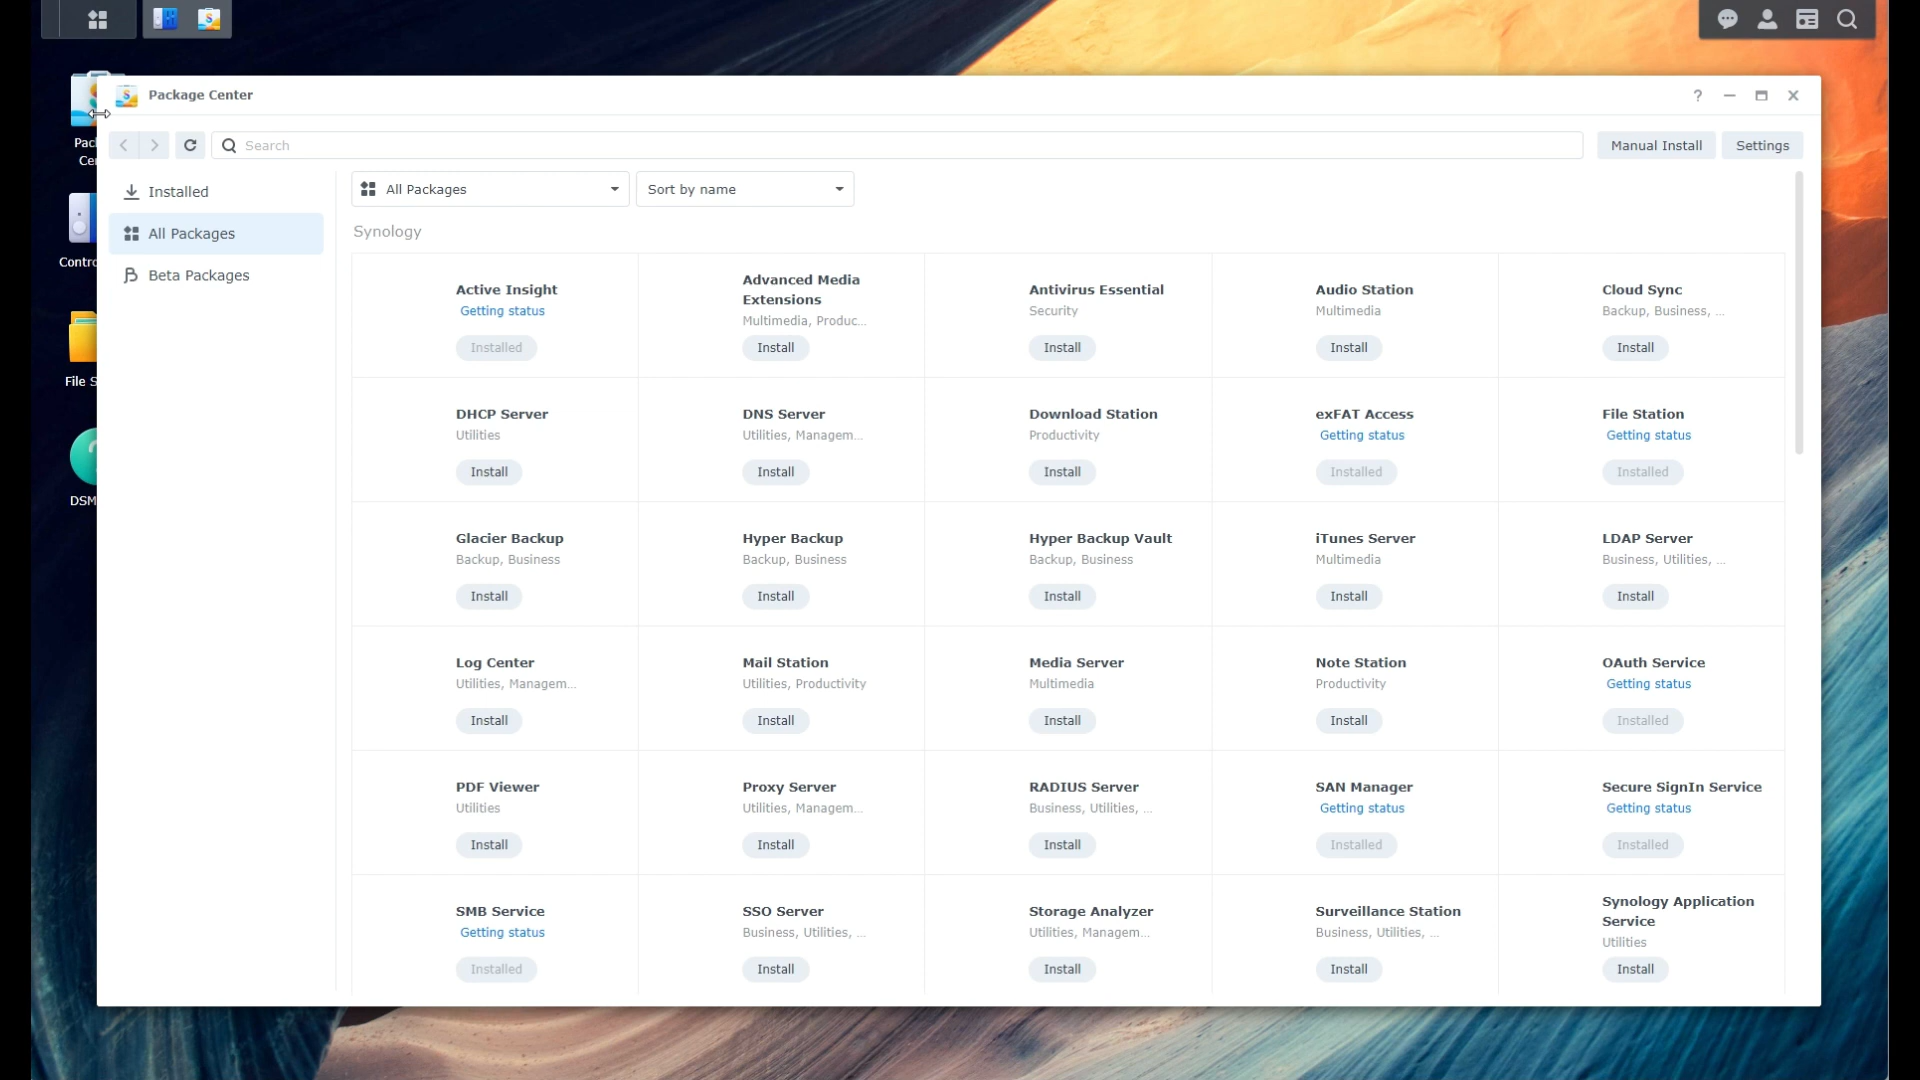 Package Center
?
Search
Manual Install
Settings
Installed
All Packages
Beta Packages
All Packages
Sort by name
Synology
Active Insight
Getting status
Installed
Advanced Media
Extensions
Multimedia, Produc...
Install
Antivirus Essential
Security
Install
Audio Station
Multimedia
Install
Cloud Sync
Backup, Business, ...
Install
DHCP Server
Utilities
Install
DNS Server
Utilities, Managem...
Install
Download Station
Productivity
Install
exFAT Access
Getting status
Installed
File Station
Getting status
Installed
Glacier Backup
Backup, Business
Install
Hyper Backup
Backup, Business
Install
Hyper Backup Vault
Backup, Business
Install
iTunes Server
Multimedia
Install
LDAP Server
Business, Utilities, ...
Install
Log Center
Utilities, Managem...
Install
Mail Station
Utilities, Productivity
Install
Media Server
Multimedia
Install
Note Station
Productivity
Install
OAuth Service
Getting status
Installed
PDF Viewer
Utilities
Install
Proxy Server
Utilities, Managem...
Install
RADIUS Server
Business, Utilities, ...
Install
SAN Manager
Getting status
Installed
Secure SignIn Service
Getting status
Installed
SMB Service
Getting status
Installed
SSO Server
Business, Utilities, ...
Install
Storage Analyzer
Utilities, Managem...
Install
Surveillance Station
Business, Utilities, ...
Install
Synology Application
Service
Utilities
Install
File S
DSM